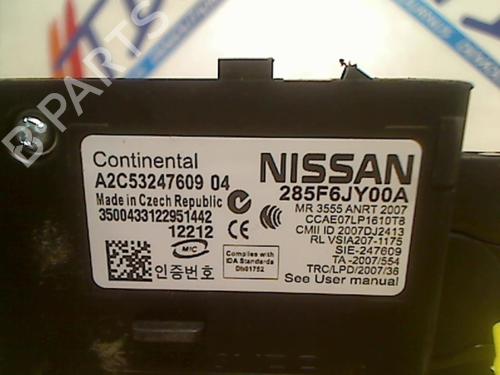 B PARTS
Continental
A2C53247609 04
Made in Czech Republic
3500433122951442
12212
MIC
인증번호
Complies with
IDA Standards
Db01752
NISSAN
285F6JY00A
MR 3555 ANRT 2007
CCAE07LP1610T8
CMII ID 2007DJ2413
RL VSIA207-1175
SIE-247609
TA -2007/554
TRC/LPD/2007/36
See User manual